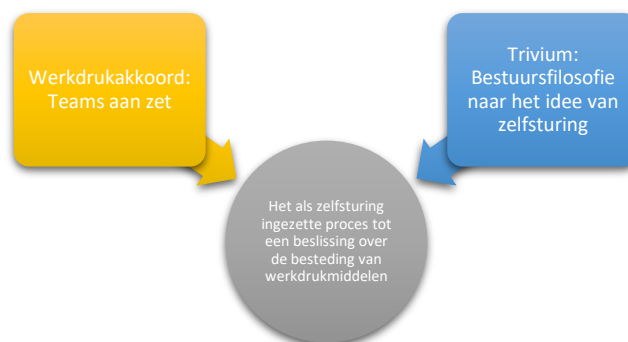 Werkdrukakkoord:
Teams aan zet
Trivium:
Bestuursfilosofie
naar het idee van
zelfsturing
Het als zelfsturing
ingezette proces tot
een beslissing over
de besteding van
werkdrukmiddelen